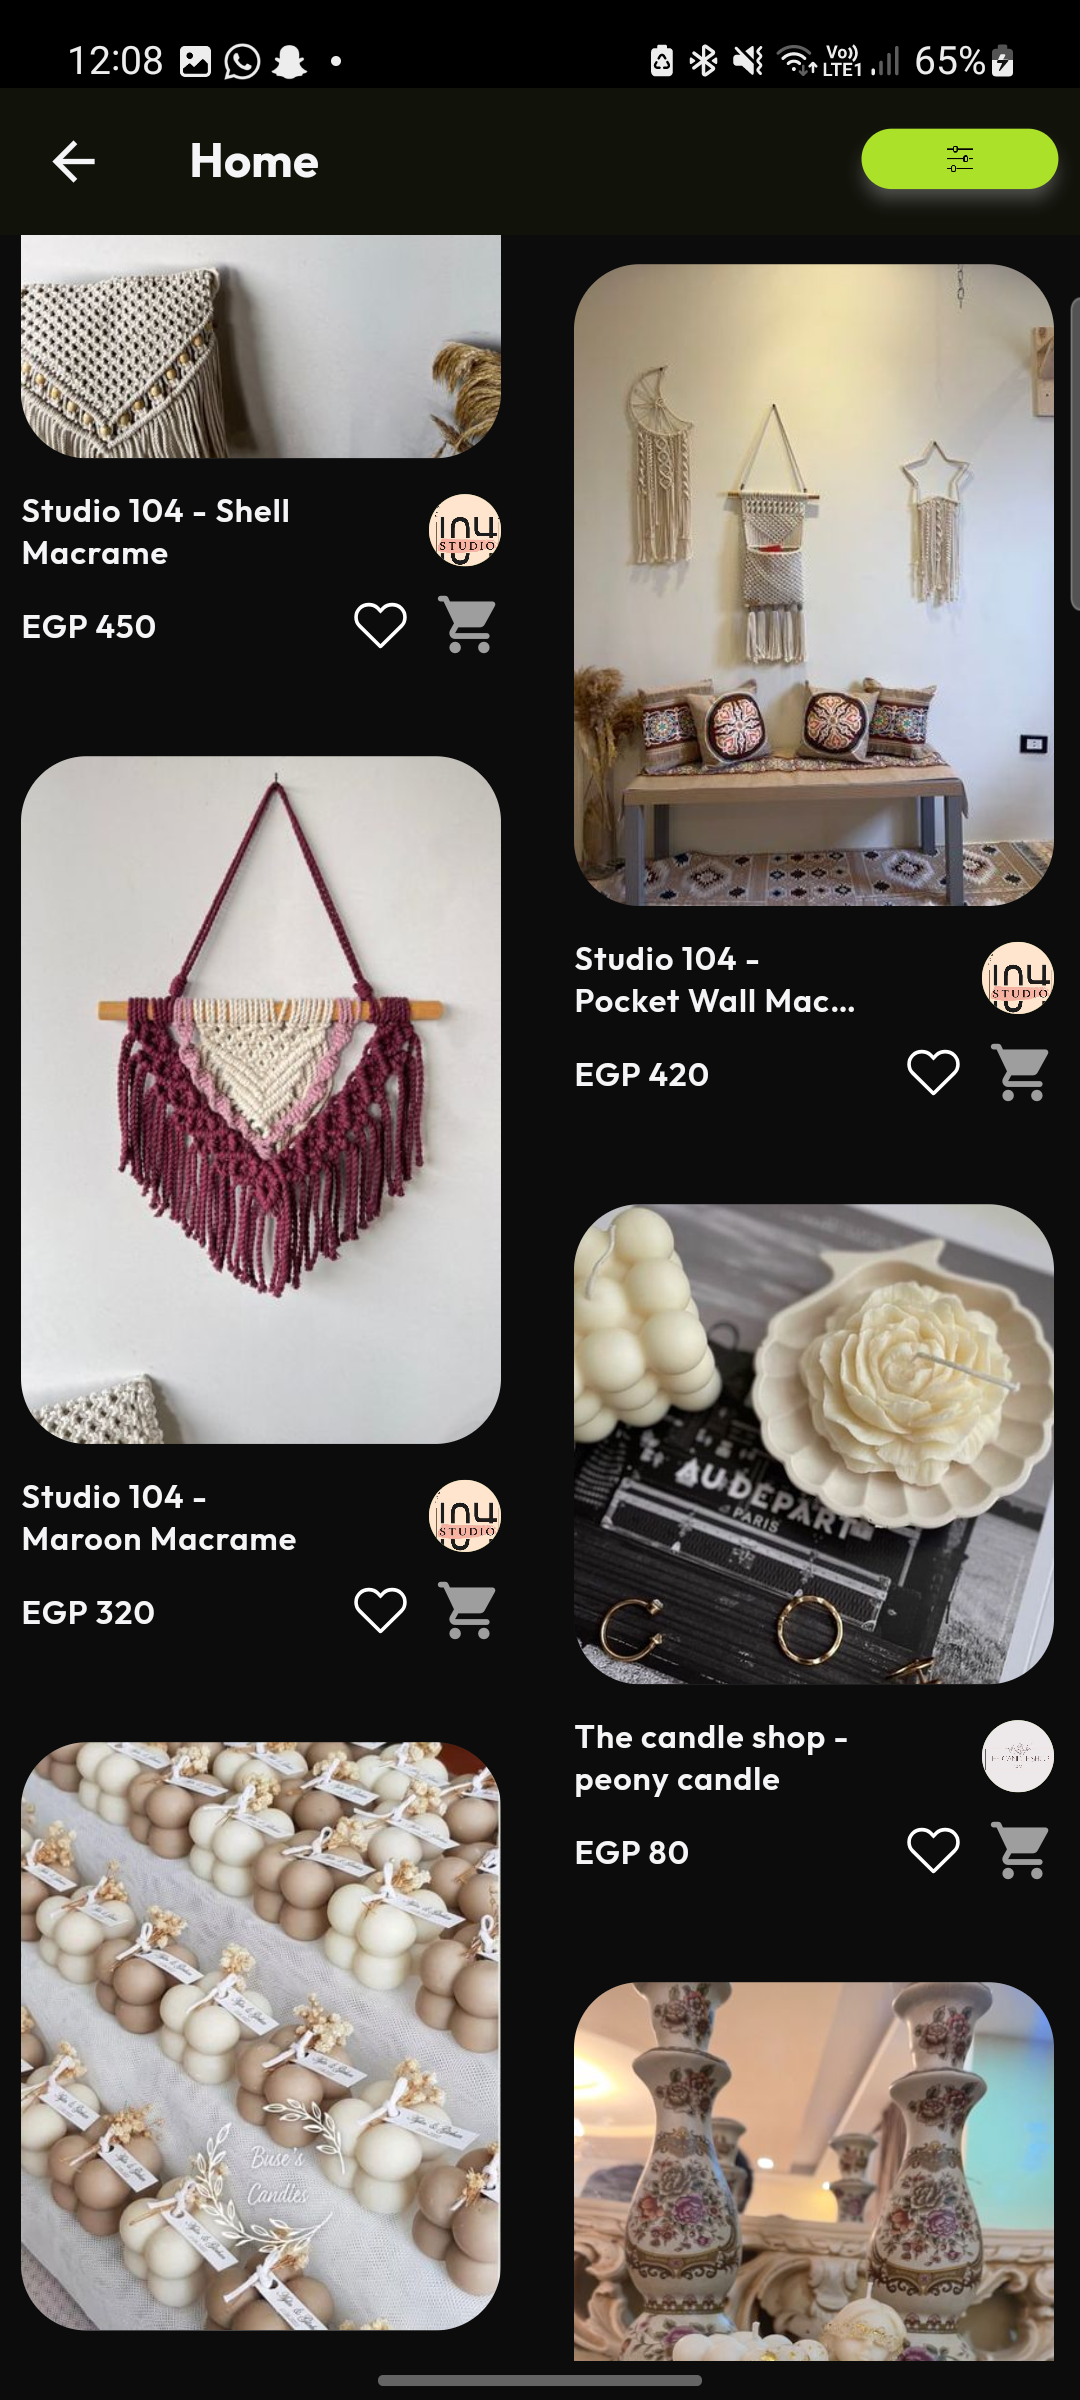 12:08
Vo))
LTE1
65%
Home
Studio 104 - Shell
Macrame
104
STUDIO
EGP 450
Studio 104 -
Pocket Wall Mac...
104
STUDIO
EGP 420
Studio 104 -
Maroon Macrame
104
STUDIO
EGP 320
AU DÉPART
PARIS
The candle shop -
peony candle
EGP 80
Buse's
Candles